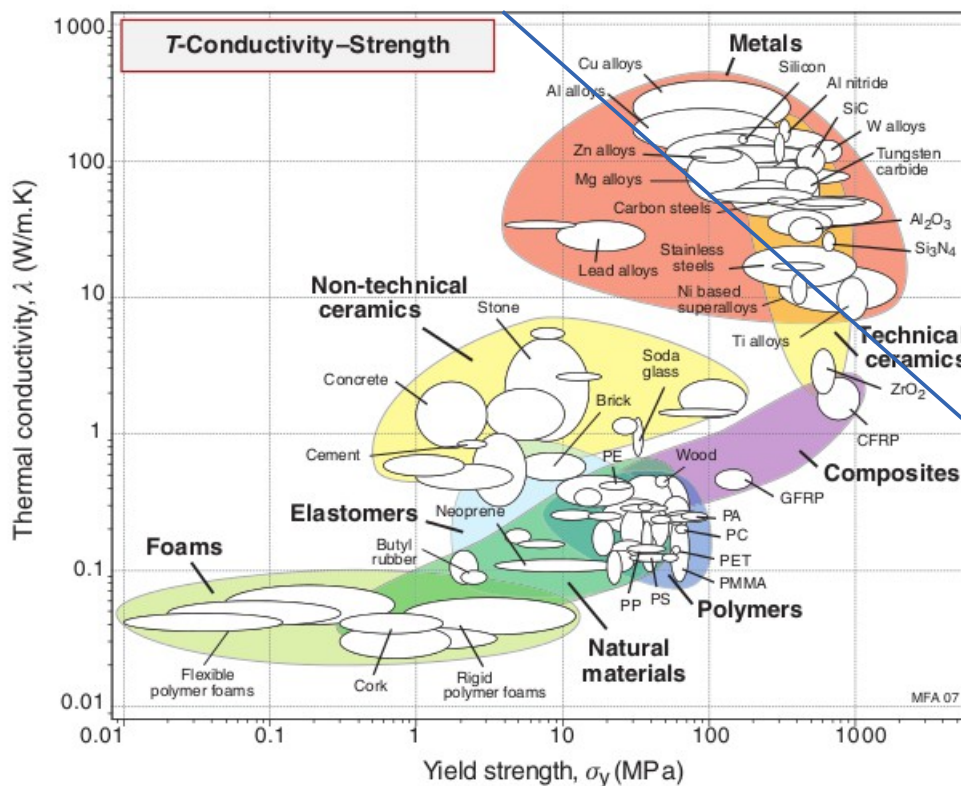 T-Conductivity–Strength
1000
100
10
1
0.1
0.01
Thermal conductivity, λ (W/m.K)
Metals
Cu alloys
Silicon
Al alloys
Al nitride
SiC
W alloys
Zn alloys
Tungsten
carbide
Mg alloys
Carbon steels
Al₂O₃
Stainless
steels
Si₃N₄
Lead alloys
Ni based
superalloys
Non-technical
ceramics
Stone
Ti alloys
Technical
ceramics
Soda
glass
Concrete
Brick
ZrO₂
CFRP
Cement
PE
Wood
Composites
GFRP
Elastomers
Neoprene
PA
PC
Foams
Butyl
rubber
PET
PMMA
PP
PS
Polymers
Natural
materials
Flexible
polymer foams
Cork
Rigid
polymer foams
MFA 07
0.01
0.1
1
10
100
1000
Yield strength, σy (MPa)